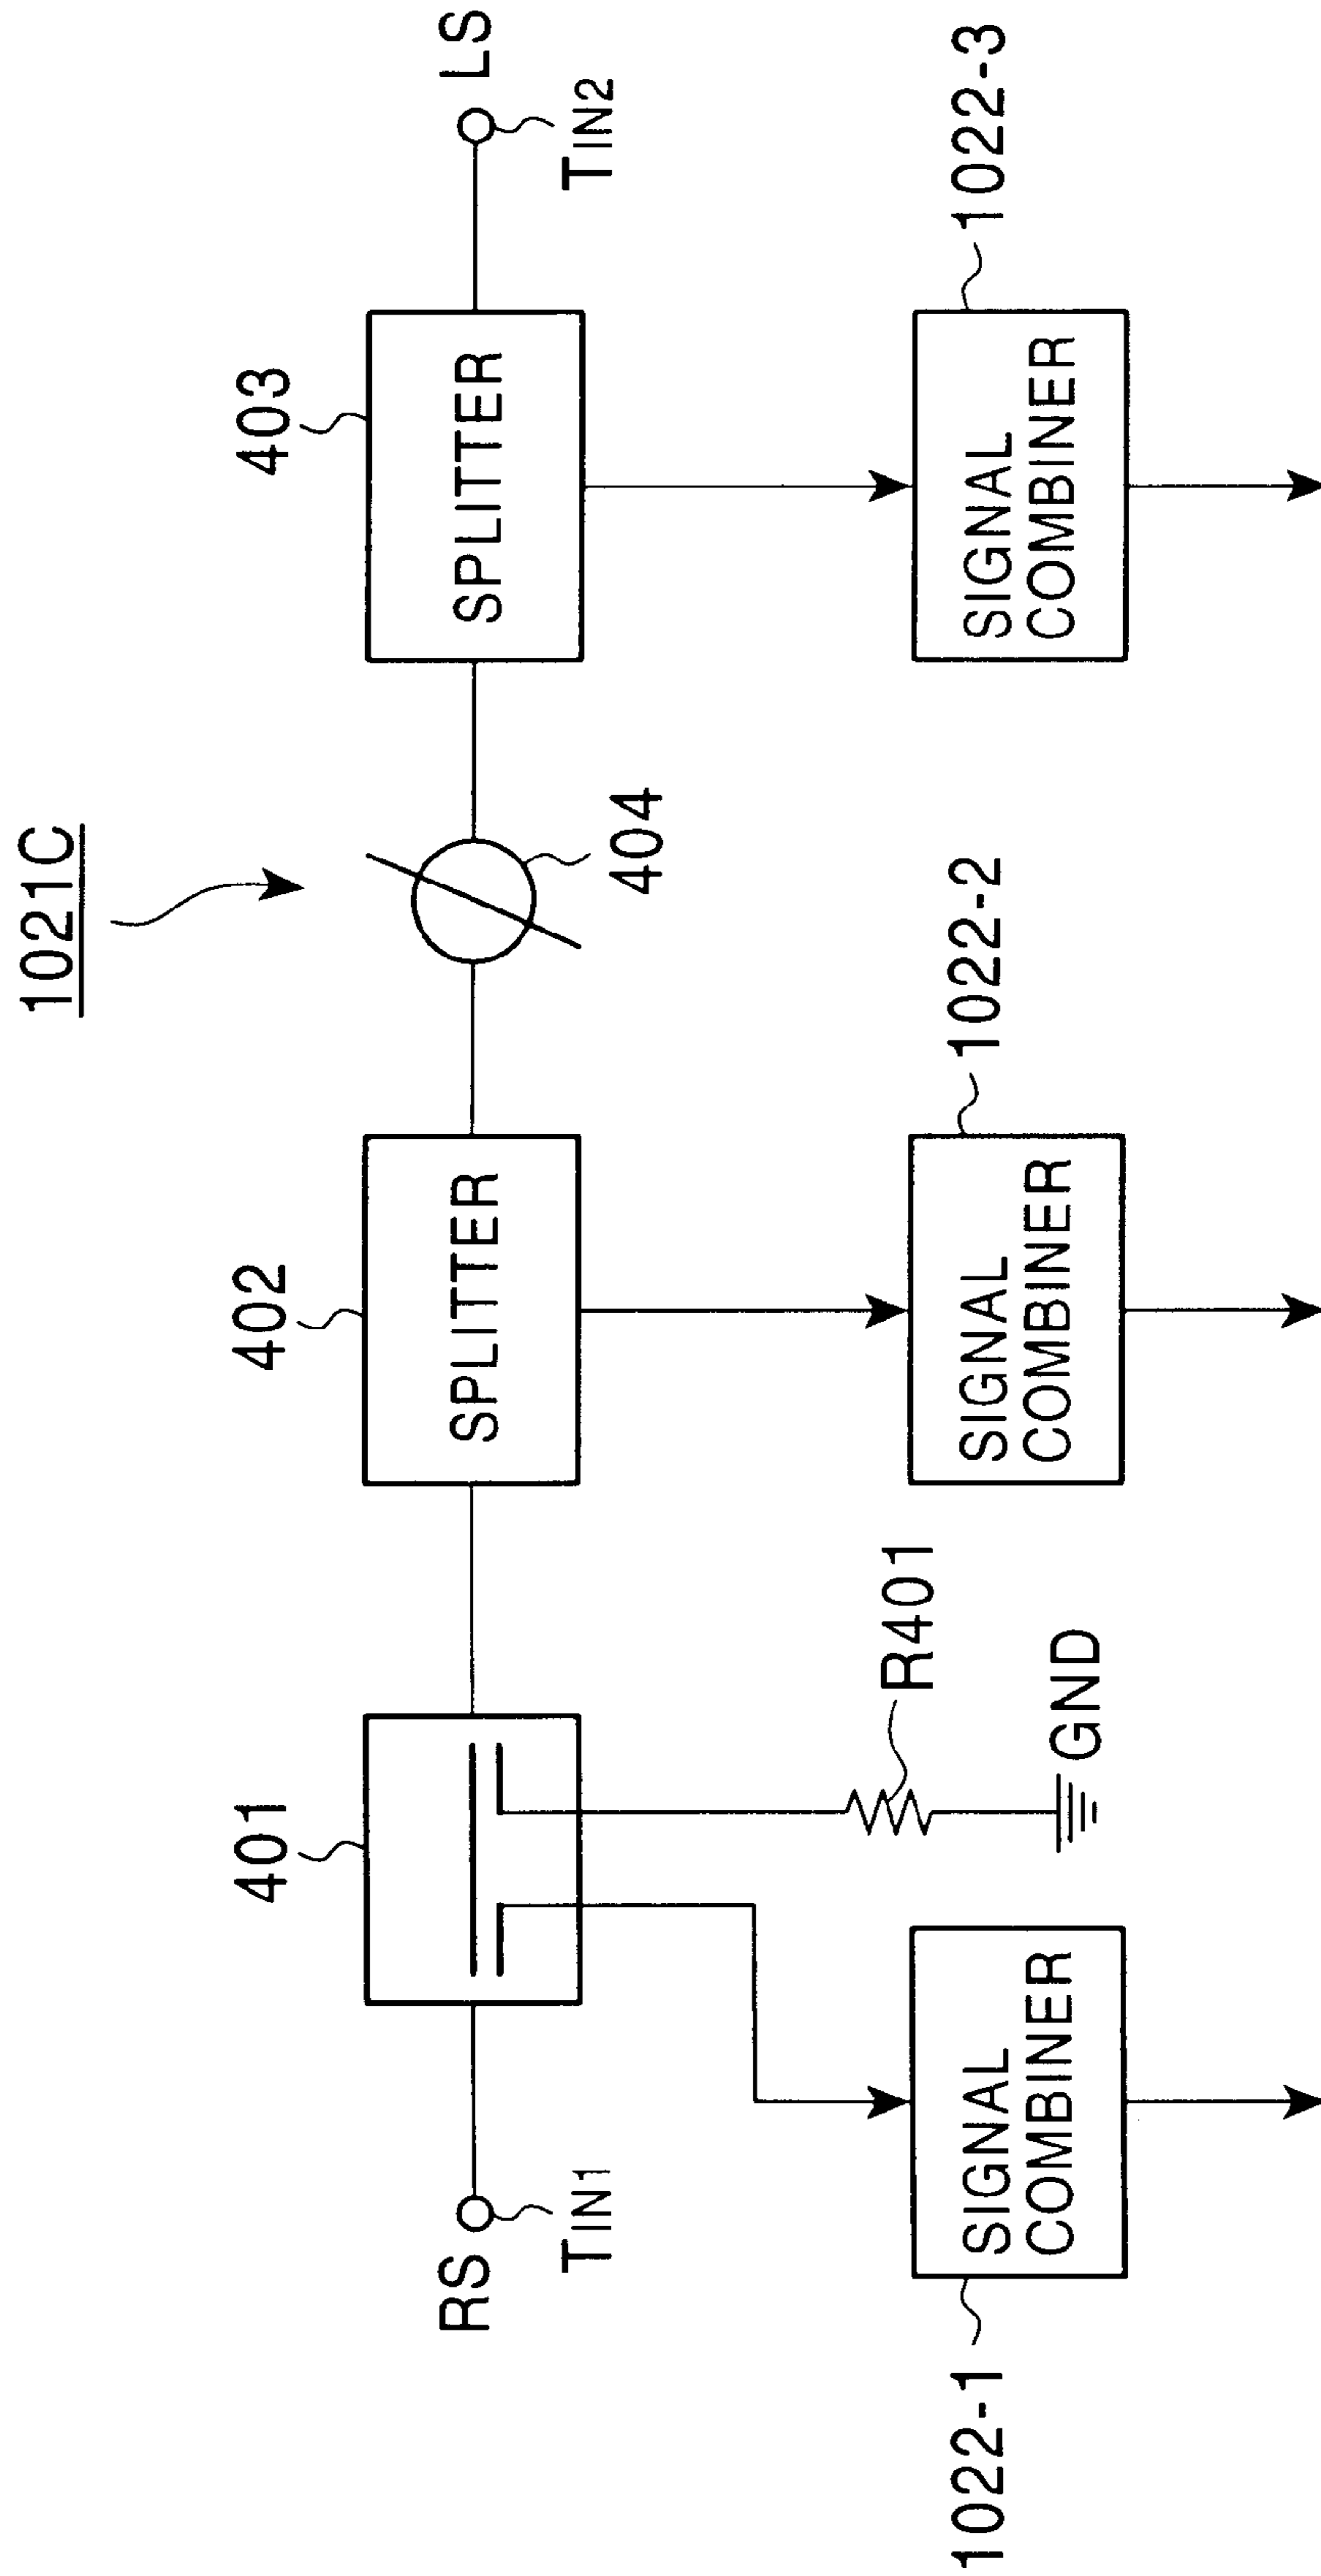 1021C
401
402
404
403
RS
TIN1
SPLITTER
SPLITTER
LS
TIN2
R401
GND
1022-1
SIGNAL
COMBINER
1022-2
SIGNAL
COMBINER
1022-3
SIGNAL
COMBINER